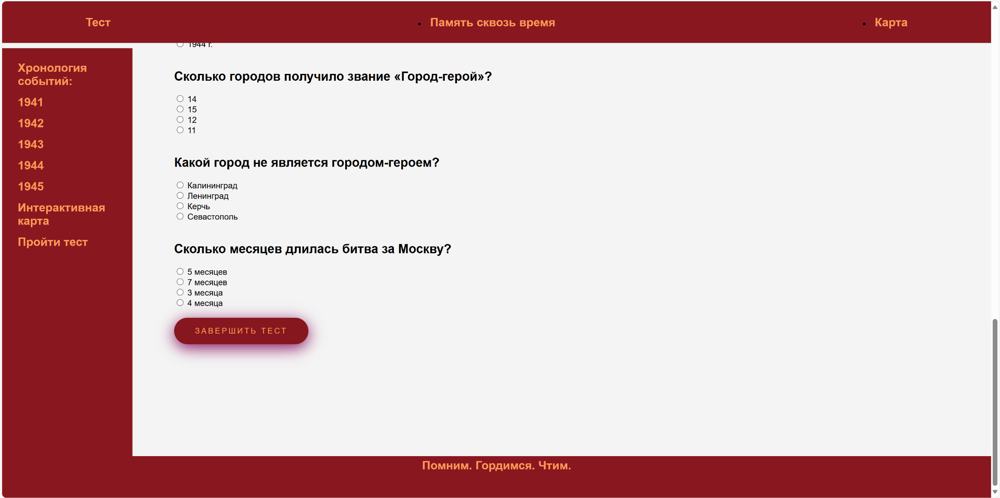 Тест
Память сквозь время
Карта
1944 г.
Хронология
событий:
1941
1942
1943
1944
1945
Интерактивная
карта
Пройти тест
Сколько городов получило звание «Город-герой»?
14
15
12
11
Какой город не является городом-героем?
Калининград
Ленинград
Керчь
Севастополь
Сколько месяцев длилась битва за Москву?
5 месяцев
7 месяцев
3 месяца
4 месяца
ЗАВЕРШИТЬ ТЕСТ
Помним. Гордимся. Чтим.